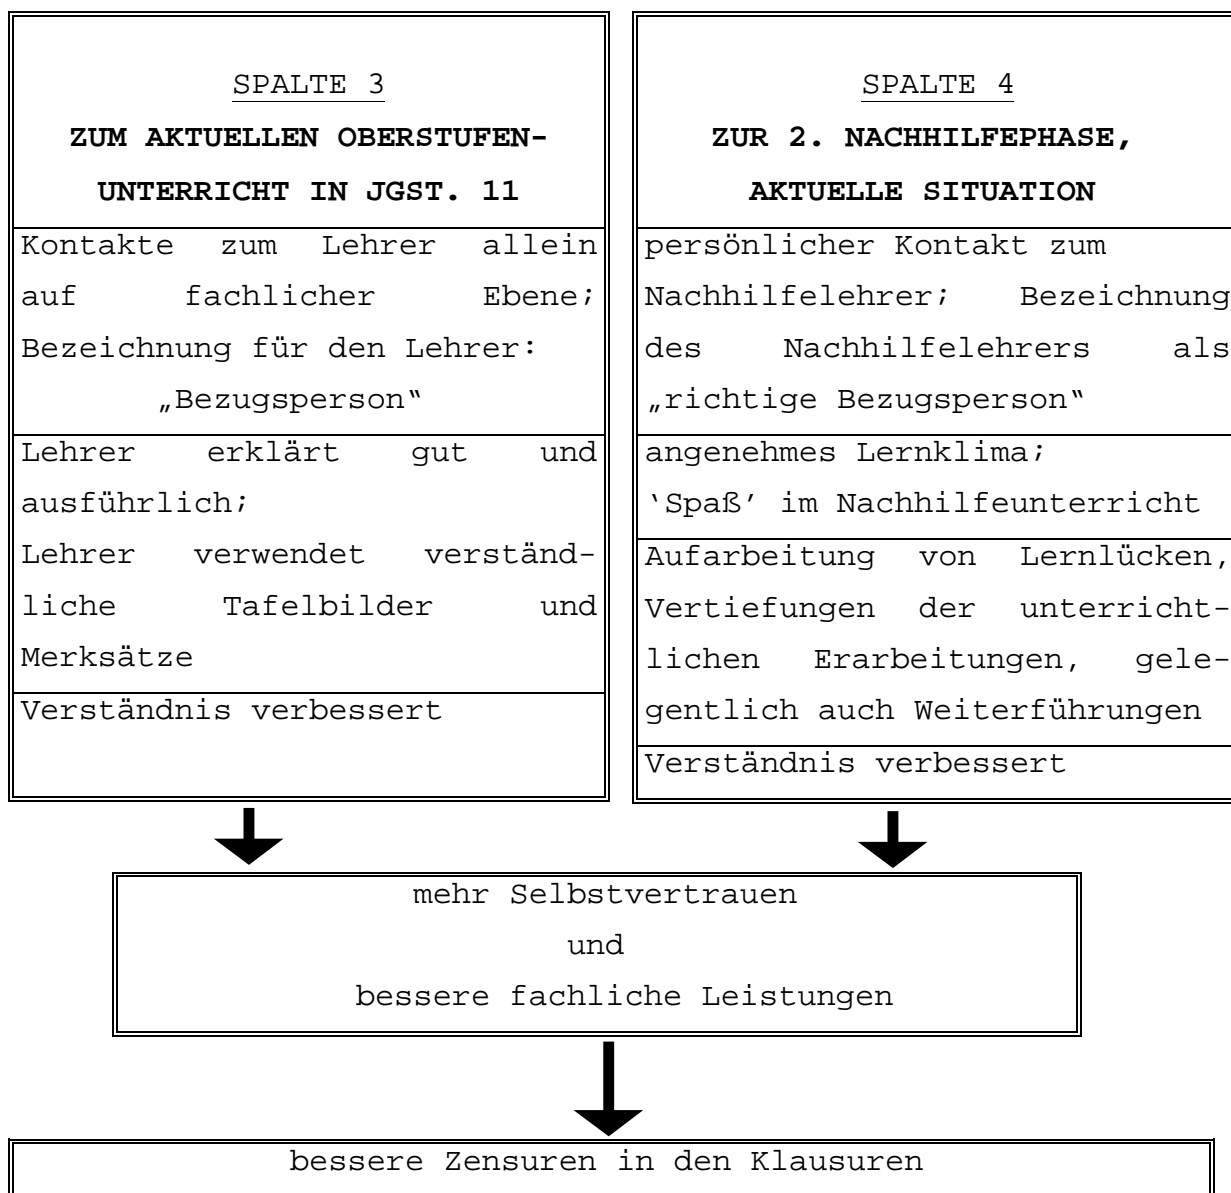 SPALTE 3
ZUM AKTUELLEN OBERSTUFEN-
UNTERRICHT IN JGST. 11
Kontakte zum Lehrer allein
auf fachlicher Ebene;
Bezeichnung für den Lehrer:
„Bezugsperson“
Lehrer erklärt gut und
ausführlich;
Lehrer verwendet verständ-
liche Tafelbilder und
Merksätze
Verständnis verbessert
SPALTE 4
ZUR 2. NACHHILFEPHASE,
AKTUELLE SITUATION
persönlicher Kontakt zum
Nachhilfelehrer; Bezeichnung
des Nachhilfelehrers als
„richtige Bezugsperson“
angenehmes Lernklima;
‘Spaß’ im Nachhilfeunterricht
Aufarbeitung von Lernlücken,
Vertiefungen der unterricht-
lichen Erarbeitungen, gele-
gentlich auch Weiterführungen
Verständnis verbessert
mehr Selbstvertrauen
und
bessere fachliche Leistungen
bessere Zensuren in den Klausuren